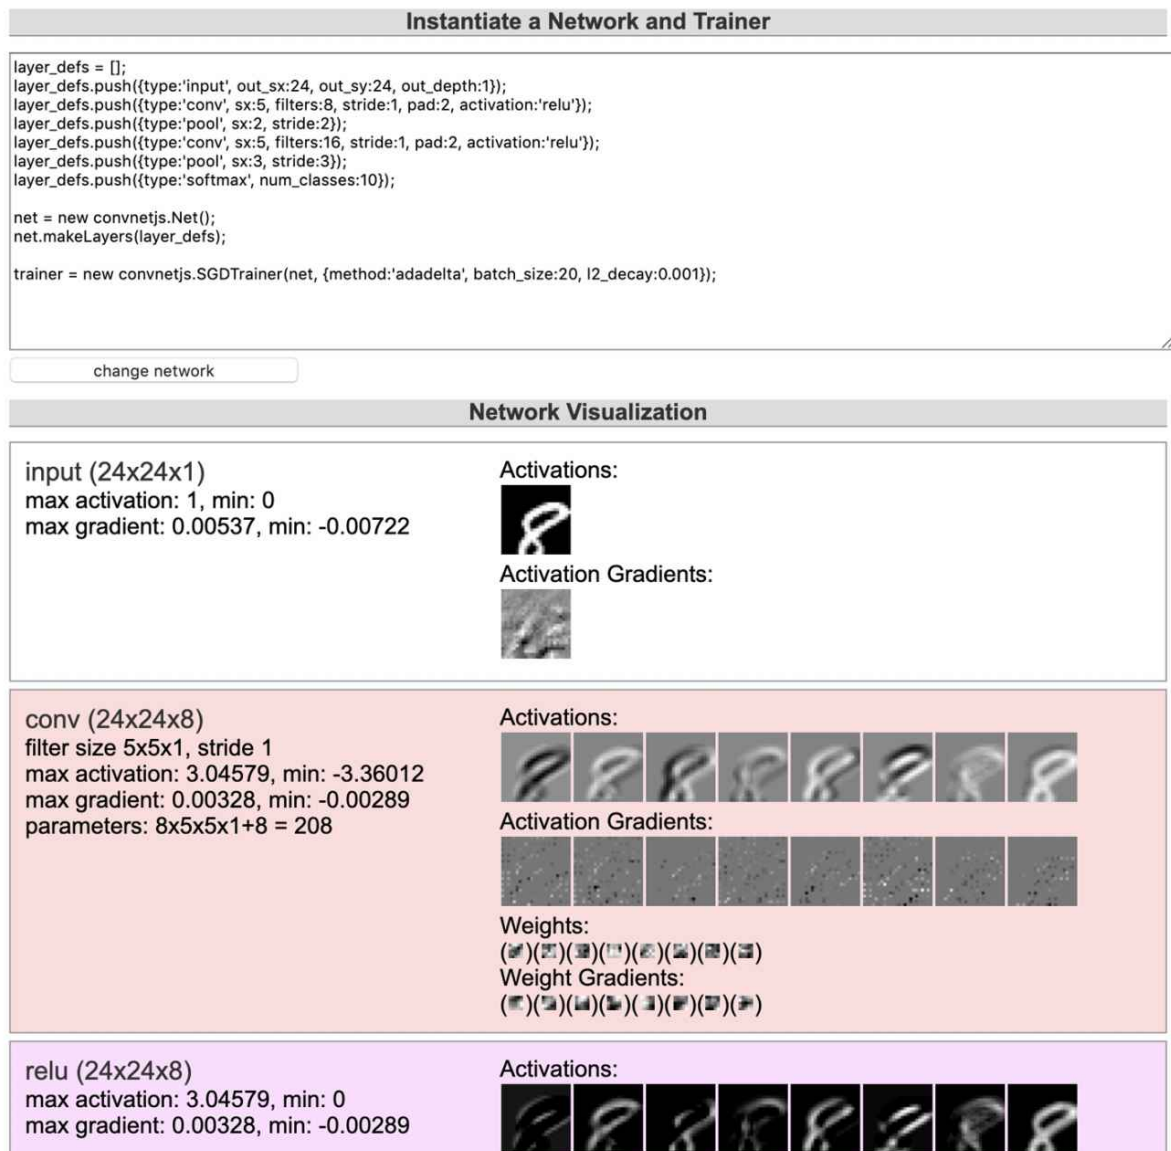 Instantiate a Network and Trainer
layer_defs = [];
layer_defs.push({type:'input', out_sx:24, out_sy:24, out_depth:1});
layer_defs.push({type:'conv', sx:5, filters:8, stride:1, pad:2, activation:'relu'});
layer_defs.push({type:'pool', sx:2, stride:2});
layer_defs.push({type:'conv', sx:5, filters:16, stride:1, pad:2, activation:'relu'});
layer_defs.push({type:'pool', sx:3, stride:3});
layer_defs.push({type:'softmax', num_classes:10});
net = new convnetjs.Net();
net.makeLayers(layer_defs);
trainer = new convnetjs.SGDTrainer(net, {method:'adadelta', batch_size:20, l2_decay:0.001});
change network
Network Visualization
input (24x24x1)
max activation: 1, min: 0
max gradient: 0.00537, min: -0.00722
Activations:
Activation Gradients:
conv (24x24x8)
filter size 5x5x1, stride 1
max activation: 3.04579, min: -3.36012
max gradient: 0.00328, min: -0.00289
parameters: 8x5x5x1+8 = 208
Activations:
Activation Gradients:
Weights:
()()()()()()()()
Weight Gradients:
()()()()()()()()
relu (24x24x8)
max activation: 3.04579, min: 0
max gradient: 0.00328, min: -0.00289
Activations: